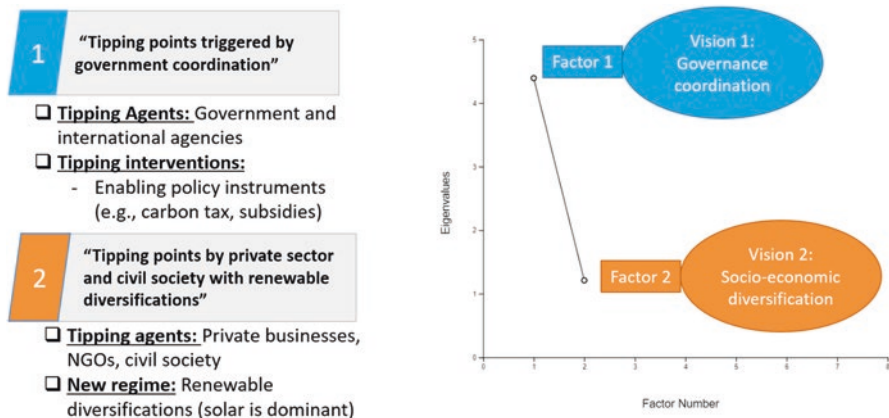 1
"Tipping points triggered by
government coordination"
❑ Tipping Agents: Government and
international agencies
❑ Tipping interventions:
- Enabling policy instruments
(e.g., carbon tax, subsidies)
2
"Tipping points by private sector
and civil society with renewable
diversifications"
❑ Tipping agents: Private businesses,
NGOs, civil society
❑ New regime: Renewable
diversifications (solar is dominant)
Eigenvalues
5
4
3
2
1
0
0 1 2 3 4 5 6 7 8
Factor Number
Factor 1
Vision 1:
Governance
coordination
Factor 2
Vision 2:
Socio-economic
diversification